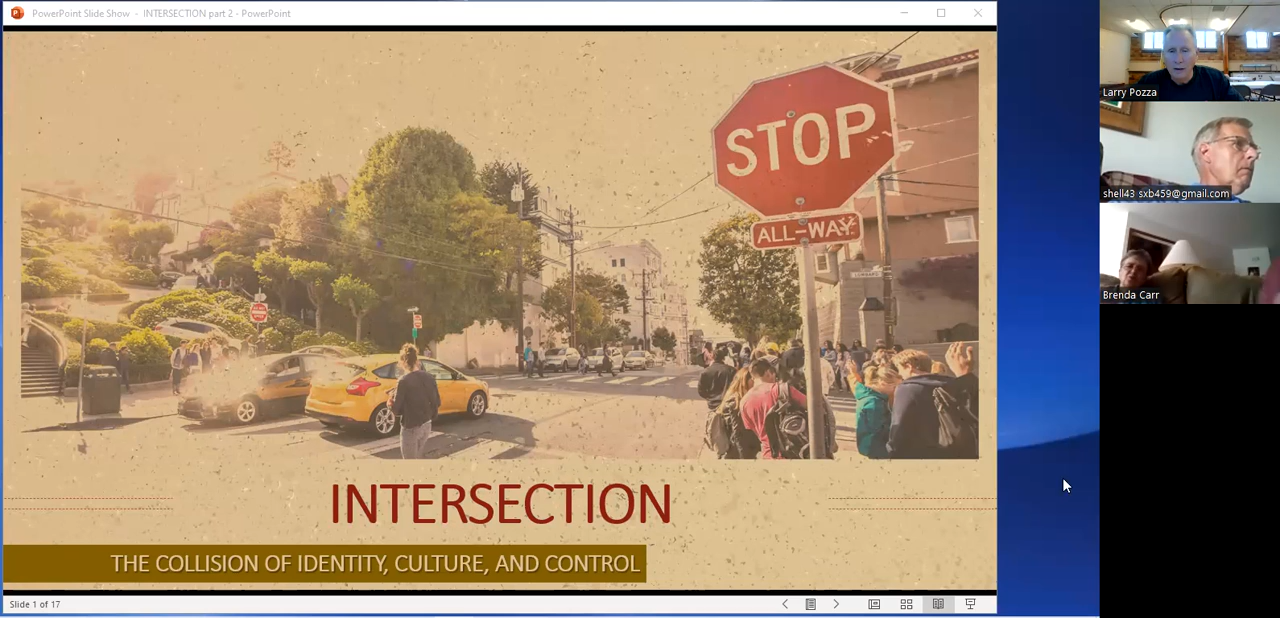 PowerPoint Slide Show - INTERSECTION part 2 - PowerPoint
STOP
ALL-WAY
INTERSECTION
THE COLLISION OF IDENTITY, CULTURE, AND CONTROL
Slide 1 of 17
Larry Pozza
shell43 sxb459@gmail.com
Brenda Carr